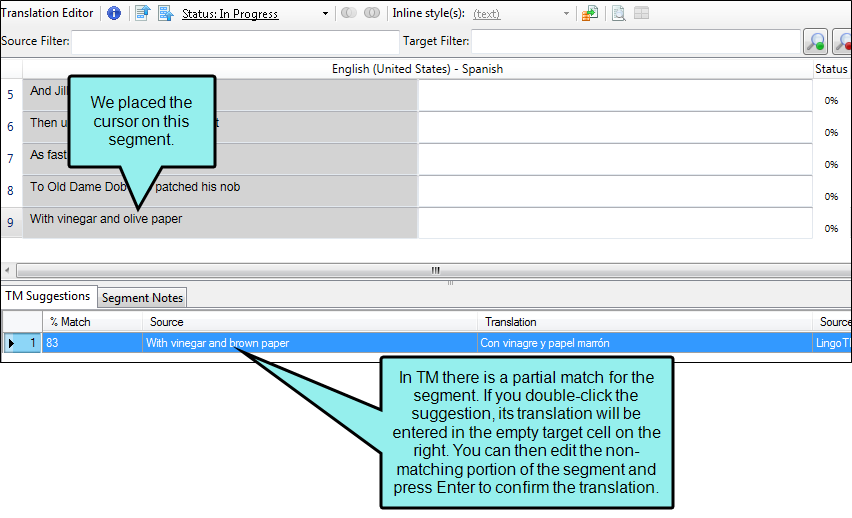 Translation Editor Status: In Progress Inline style(s): (text)
Source Filter: Target Filter:
English (United States) - Spanish Status
5 And Jill 0%
We placed the
cursor on this
segment.
6 Then u t 0%
7 As fast 0%
8 To Old Dame Dob patched his nob 0%
9 With vinegar and olive paper 0%
TM Suggestions Segment Notes
% Match Source Translation Source
1 83 With vinegar and brown paper Con vinagre y papel marrón LingoT
In TM there is a partial match for the
segment. If you double-click the
suggestion, its translation will be
entered in the empty target cell on the
right. You can then edit the non-
matching portion of the segment and
press Enter to confirm the translation.